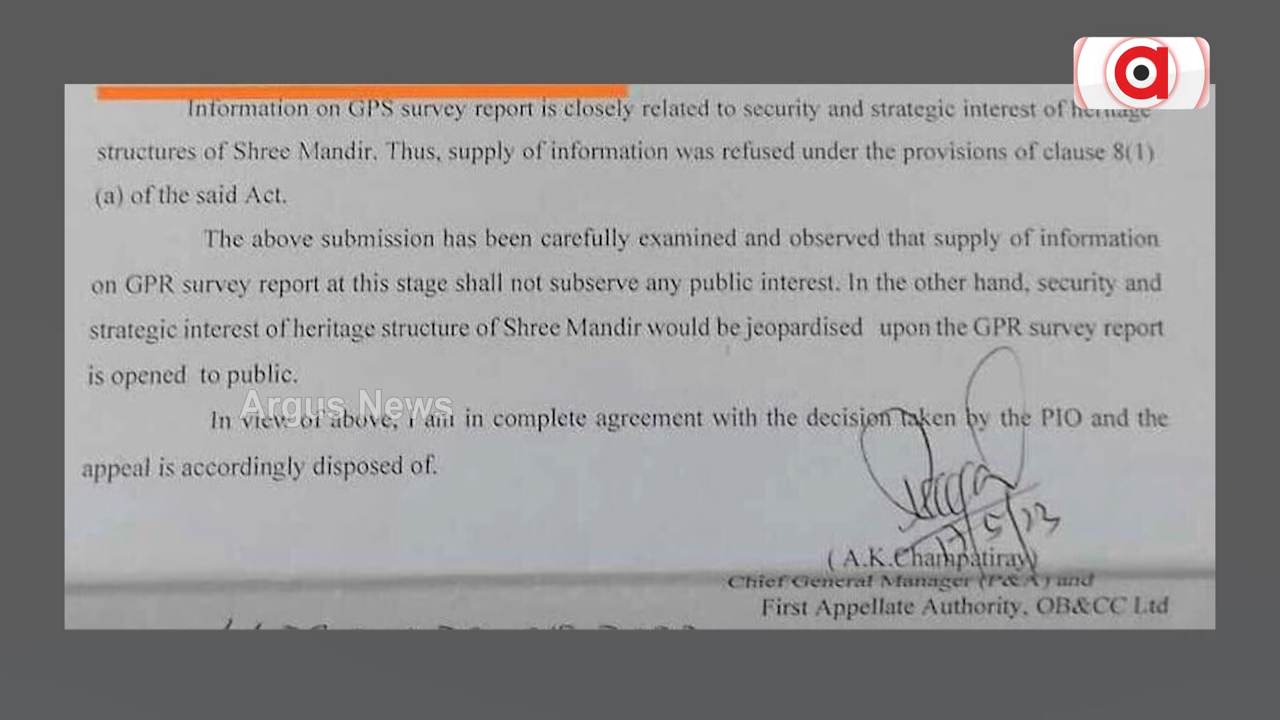 a
Information on GPS survey report is closely related to security and strategic interest of heritage
structures of Shree Mandir. Thus, supply of information was refused under the provisions of clause 8(1)
(a) of the said Act.
The above submission has been carefully examined and observed that supply of information
on GPR survey report at this stage shall not subserve any public interest. In the other hand, security and
strategic interest of heritage structure of Shree Mandir would be jeopardised upon the GPR survey report
is opened to public.
Argus News
In view of above, I am in complete agreement with the decision taken by the PIO and the
appeal is accordingly disposed of.
17/5/23
( A.K.Champatiray)
Chief General Manager (P&A) and
First Appellate Authority, OB&CC Ltd